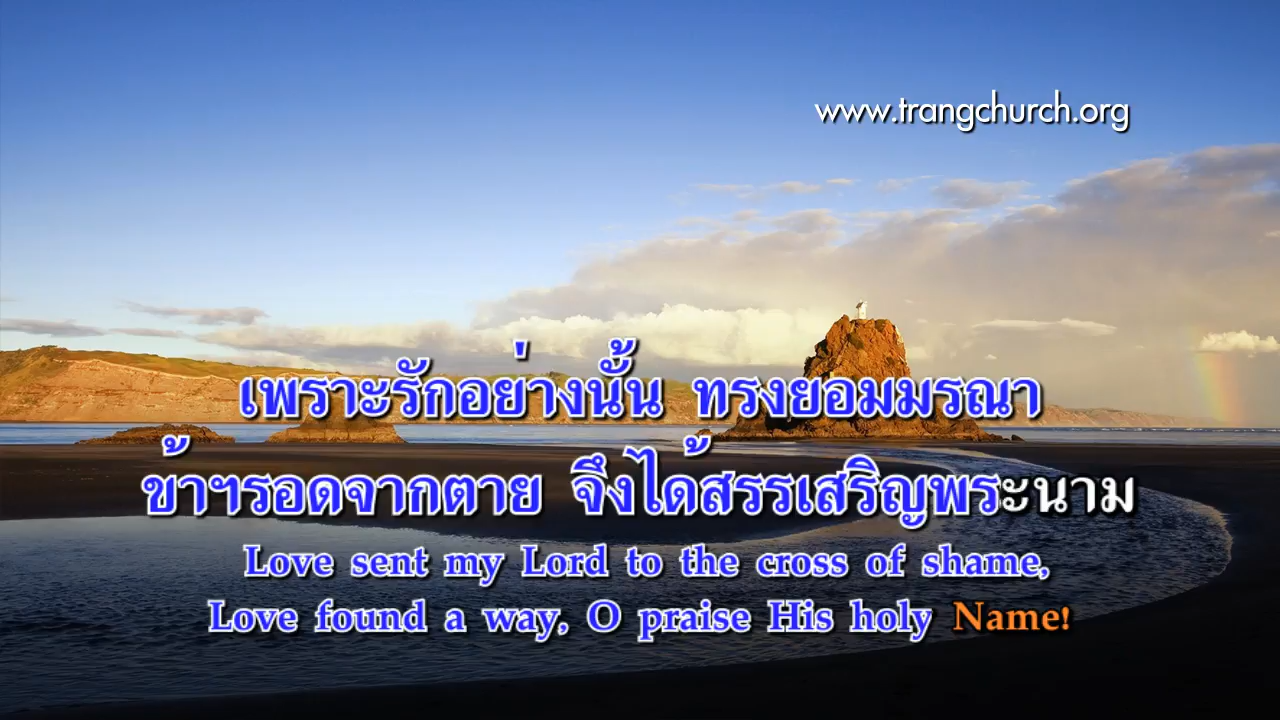 www.trangchurch.org
เพราะรักอย่างนั้น ทรงยอมมรณา
ข้าฯรอดจากตาย จึงได้สรรเสริญพระนาม
Love sent my Lord to the cross of shame,
Love found a way, O praise His holy Name!